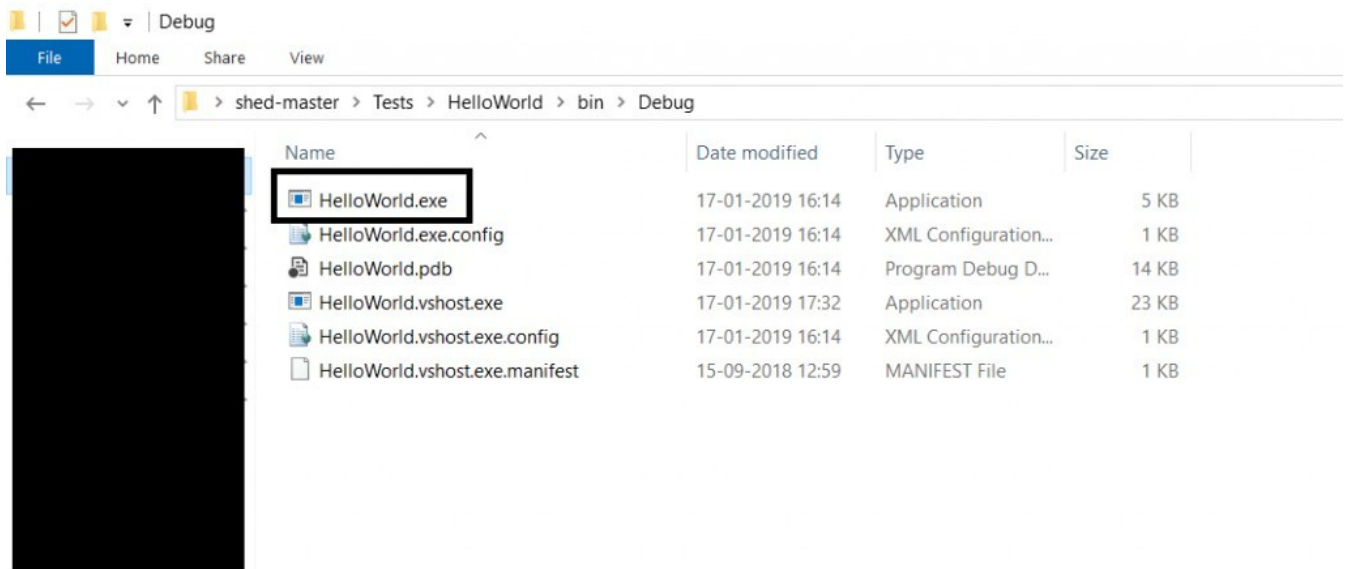 Debug
File Home Share View
shed-master > Tests > HelloWorld > bin > Debug
Name Date modified Type Size
HelloWorld.exe 17-01-2019 16:14 Application 5 KB
HelloWorld.exe.config 17-01-2019 16:14 XML Configuration... 1 KB
HelloWorld.pdb 17-01-2019 16:14 Program Debug D... 14 KB
HelloWorld.vshost.exe 17-01-2019 17:32 Application 23 KB
HelloWorld.vshost.exe.config 17-01-2019 16:14 XML Configuration... 1 KB
HelloWorld.vshost.exe.manifest 15-09-2018 12:59 MANIFEST File 1 KB